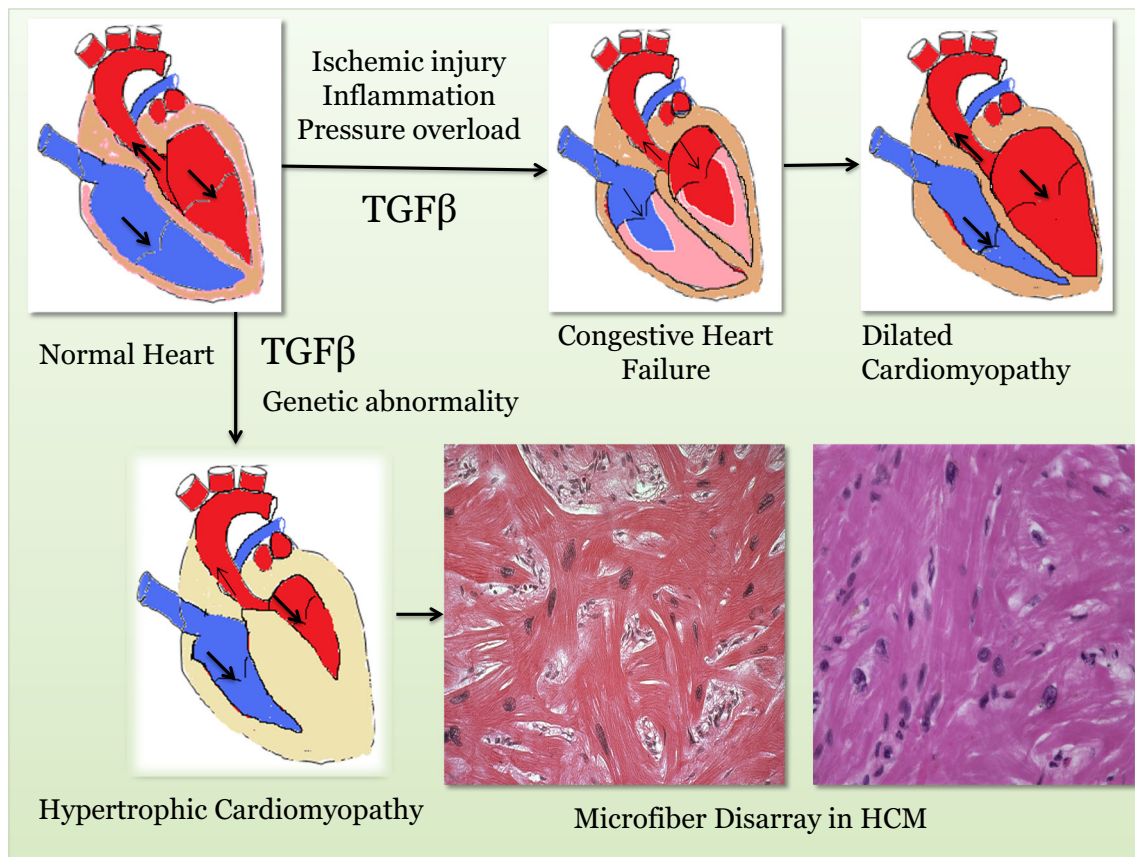 Ischemic injury
Inflammation
Pressure overload
TGFβ
Normal Heart
TGFβ
Genetic abnormality
Congestive Heart
Failure
Dilated
Cardiomyopathy
Hypertrophic Cardiomyopathy
Microfiber Disarray in HCM